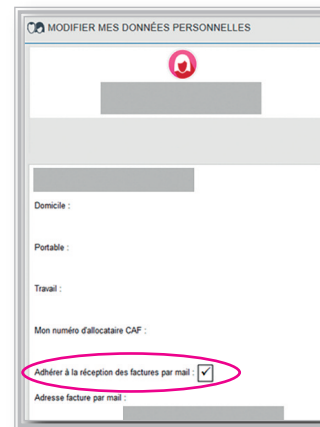 MODIFIER MES DONNÉES PERSONNELLES
Domicile :
Portable :
Travail :
Mon numéro d'allocataire CAF :
Adhérer à la réception des factures par mail :
Adresse facture par mail :